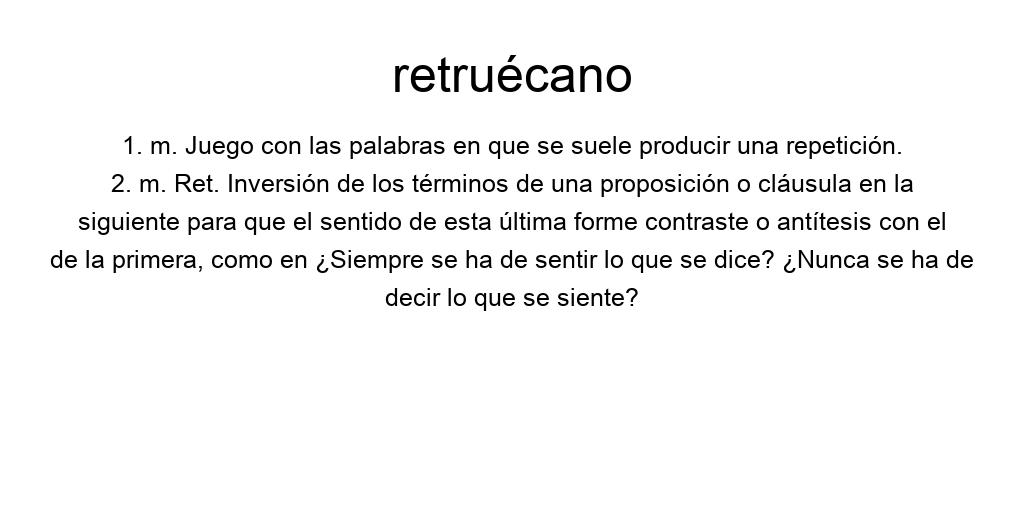 retruécano
1. m. Juego con las palabras en que se suele producir una repetición.
2. m. Ret. Inversión de los términos de una proposición o cláusula en la
siguiente para que el sentido de esta última forme contraste o antítesis con el
de la primera, como en ¿Siempre se ha de sentir lo que se dice? ¿Nunca se ha de
decir lo que se siente?